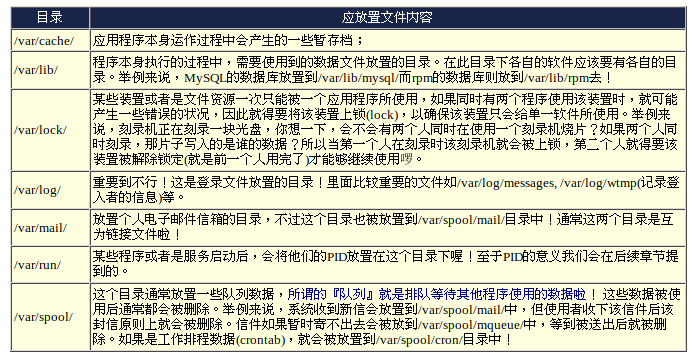 目录 应放置文件内容
/var/cache/ 应用程序本身运作过程中会产生的一些暂存档；
/var/lib/ 程序本身执行的过程中，需要使用到的数据文件放置的目录。在此目录下各自的软件应该要有各自的目
录。举例来说，MySQL的数据库放置到/var/lib/mysql/而rpm的数据库则放到/var/lib/rpm去！
/var/lock/ 某些装置或者是文件资源一次只能被一个应用程序所使用，如果同时有两个程序使用该装置时，就可能
产生一些错误的状况，因此就得要将该装置上锁(lock)，以确保该装置只会给单一软件所使用。举例来
说，刻录机正在刻录一块光盘，你想一下，会不会有两个人同时在使用一个刻录机烧片？如果两个人同
时刻录，那片子写入的是谁的数据？所以当第一个人在刻录时该刻录机就会被上锁，第二个人就得要该
装置被解除锁定(就是前一个人用完了)才能够继续使用啰。
/var/log/ 重要到不行！这是登录文件放置的目录！里面比较重要的文件如/var/log/messages, /var/log/wtmp(记录登
入者的信息)等。
/var/mail/ 放置个人电子邮件信箱的目录，不过这个目录也被放置到/var/spool/mail/目录中！通常这两个目录是互
为链接文件啦！
/var/run/ 某些程序或者是服务启动后，会将他们的PID放置在这个目录下喔！至于PID的意义我们会在后续章节提
到的。
/var/spool/ 这个目录通常放置一些队列数据，所谓的『队列』就是排队等待其他程序使用的数据啦！ 这些数据被使
用后通常都会被删除。举例来说，系统收到新信会放置到/var/spool/mail/中，但使用者收下该信件后该
封信原则上就会被删除。信件如果暂时寄不出去会被放到/var/spool/mqueue/中，等到被送出后就被删
除。如果是工作排程数据(crontab)，就会被放置到/var/spool/cron/目录中！